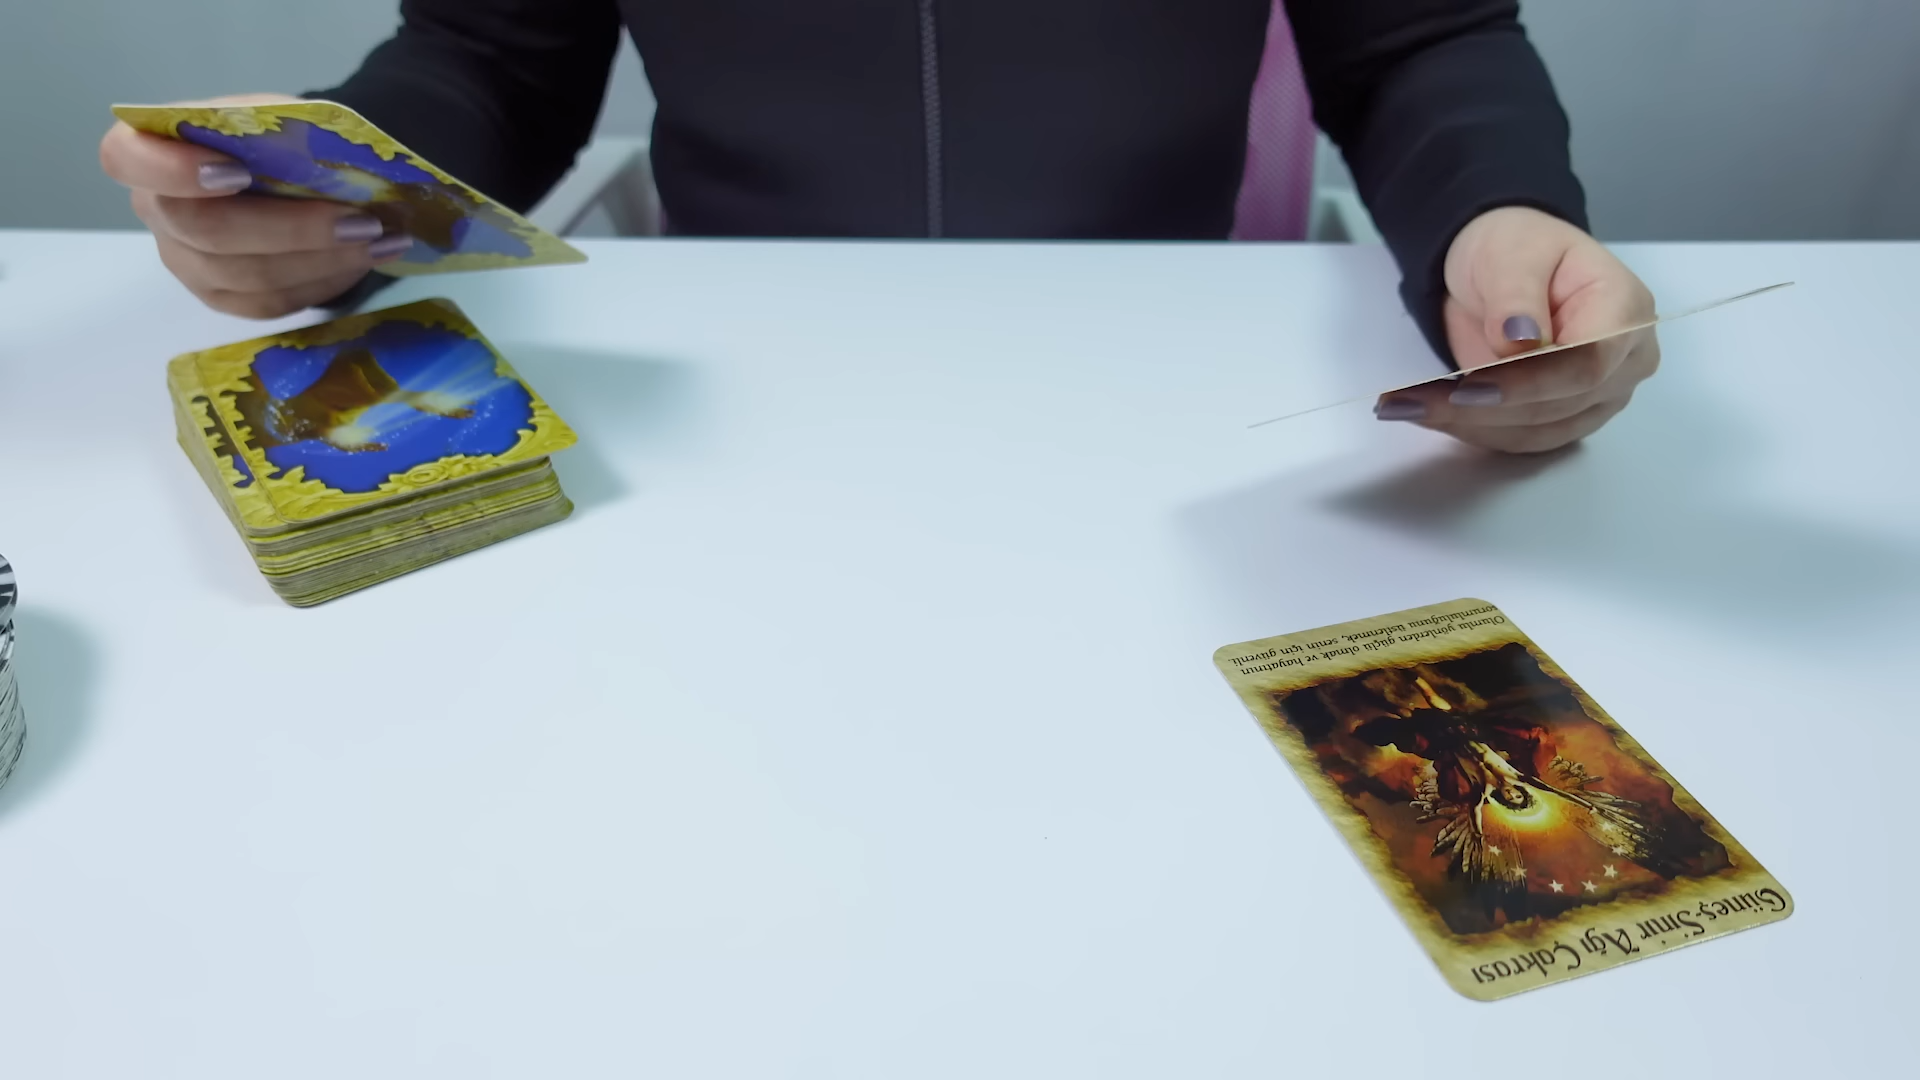 Güneş-Sinir Ağı Çakrası
Olumlu yönlerden güçlü olmak ve hayatının
sorumluluğunu üstlenmek, senin için güvenli.